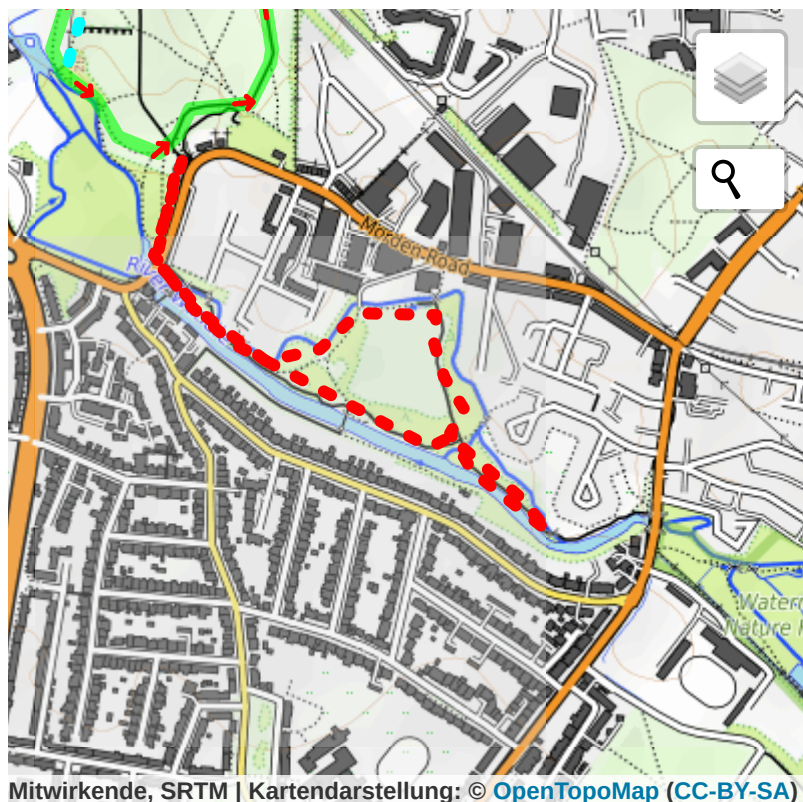 Morden Road
River W
Water
Nature
Mitwirkende, SRTM | Kartendarstellung: © OpenTopoMap (CC-BY-SA)